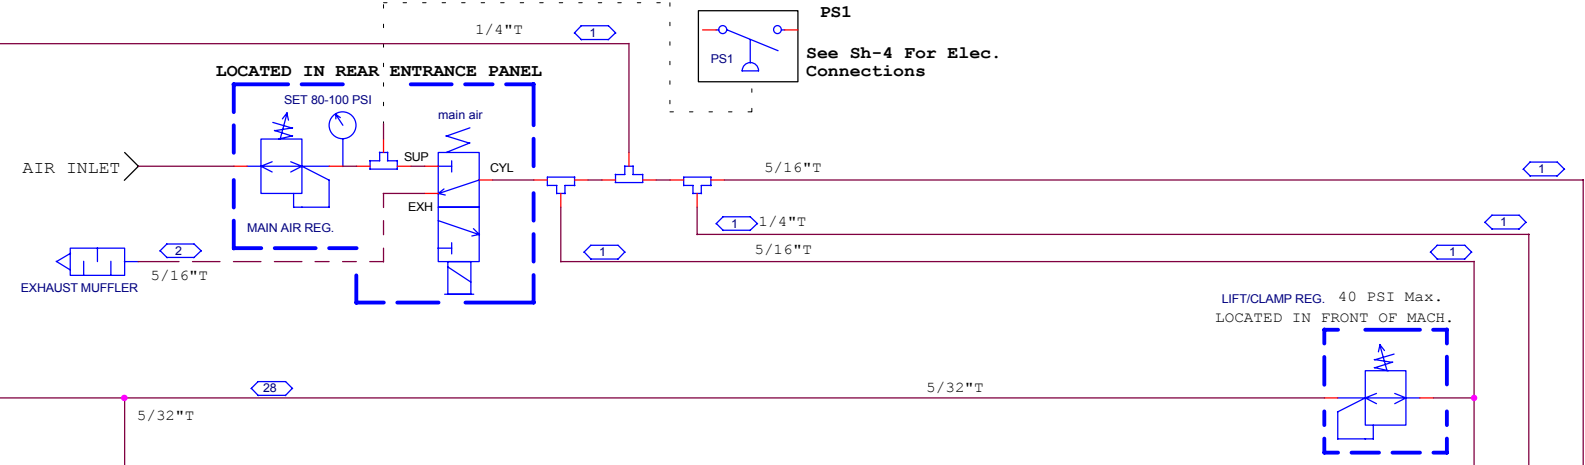 PS1
1/4"T
1
PS1
See Sh-4 For Elec.
Connections
LOCATED IN REAR ENTRANCE PANEL
SET 80-100 PSI
main air
AIR INLET
SUP
CYL
5/16"T
1
EXH
MAIN AIR REG.
1
1/4"T
1
2
1
5/16"T
1
5/16"T
EXHAUST MUFFLER
LIFT/CLAMP REG. 40 PSI Max.
LOCATED IN FRONT OF MACH.
28
5/32"T
5/32"T